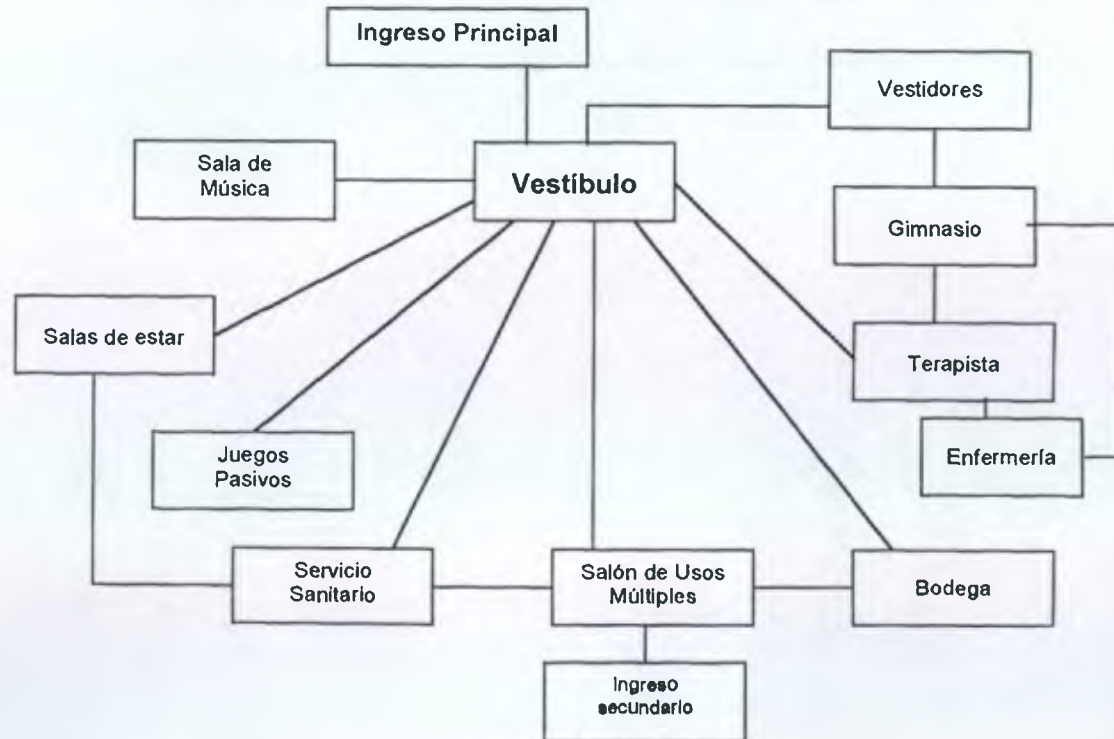 Ingreso Principal
Vestidores
Sala de
Música
Vestíbulo
Gimnasio
Salas de estar
Terapista
Juegos
Pasivos
Enfermería
Servicio
Sanitario
Salón de Usos
Múltiples
Bodega
Ingreso
secundario